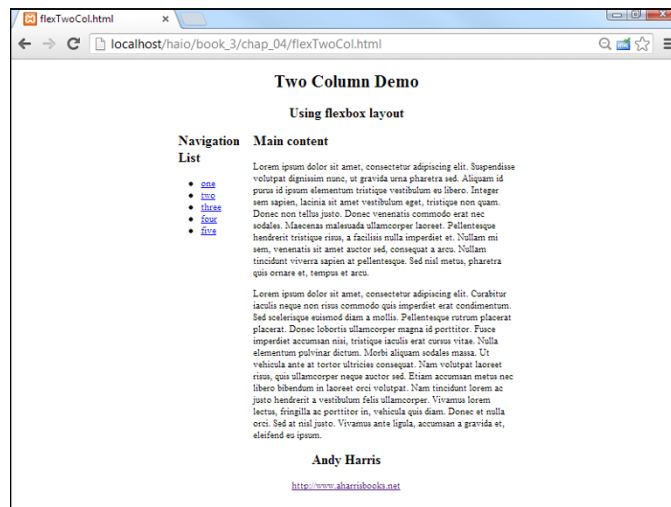 flexTwoCol.html
localhost/haio/book_3/chap_04/flexTwoCol.html
Two Column Demo
Using flexbox layout
Navigation
List
one
two
three
four
five
Main content
Lorem ipsum dolor sit amet, consectetur adipiscing elit. Suspendisse
volutpat dignissim nunc, ut gravida urna pharetra sed. Aliquam id
purus id ipsum elementum tristique vestibulum eu libero. Integer
sem sapien, lacinia sit amet vestibulum eget, tristique non quam.
Donec non tellus justo. Donec venenatis commodo erat nec
sodales. Maecenas malesuada ullamcorper laoreet. Pellentesque
hendrerit tristique risus, a facilisis nulla imperdiet et. Nullam mi
sem, venenatis sit amet auctor sed, consequat a arcu. Nullam
tincidunt viverra sapien at pellentesque. Sed nisl metus, pharetra
quis ornare et, tempus et arcu.
Lorem ipsum dolor sit amet, consectetur adipiscing elit. Curabitur
iaculis neque non risus commodo quis imperdiet erat condimentum.
Sed scelerisque euismod diam a mollis. Pellentesque rutrum placerat
placerat. Donec lobortis ullamcorper magna id porttitor. Fusce
imperdiet accumsan nisi, tristique iaculis erat cursus vitae. Nulla
elementum pulvinar dictum. Morbi aliquam sodales massa. Ut
vehicula ante at tortor ultricies consequat. Nam volutpat laoreet
risus, quis ullamcorper neque auctor sed. Etiam accumsan metus nec
libero bibendum in laoreet orci volutpat. Nam tincidunt lorem ac
justo hendrerit a vestibulum felis ullamcorper. Vivamus lorem
lectus, fringilla ac porttitor in, vehicula quis diam. Donec et nulla
orci. Sed at nisl justo. Vivamus ante ligula, accumsan a gravida et,
eleifend eu ipsum.
Andy Harris
http://www.aharrisbooks.net